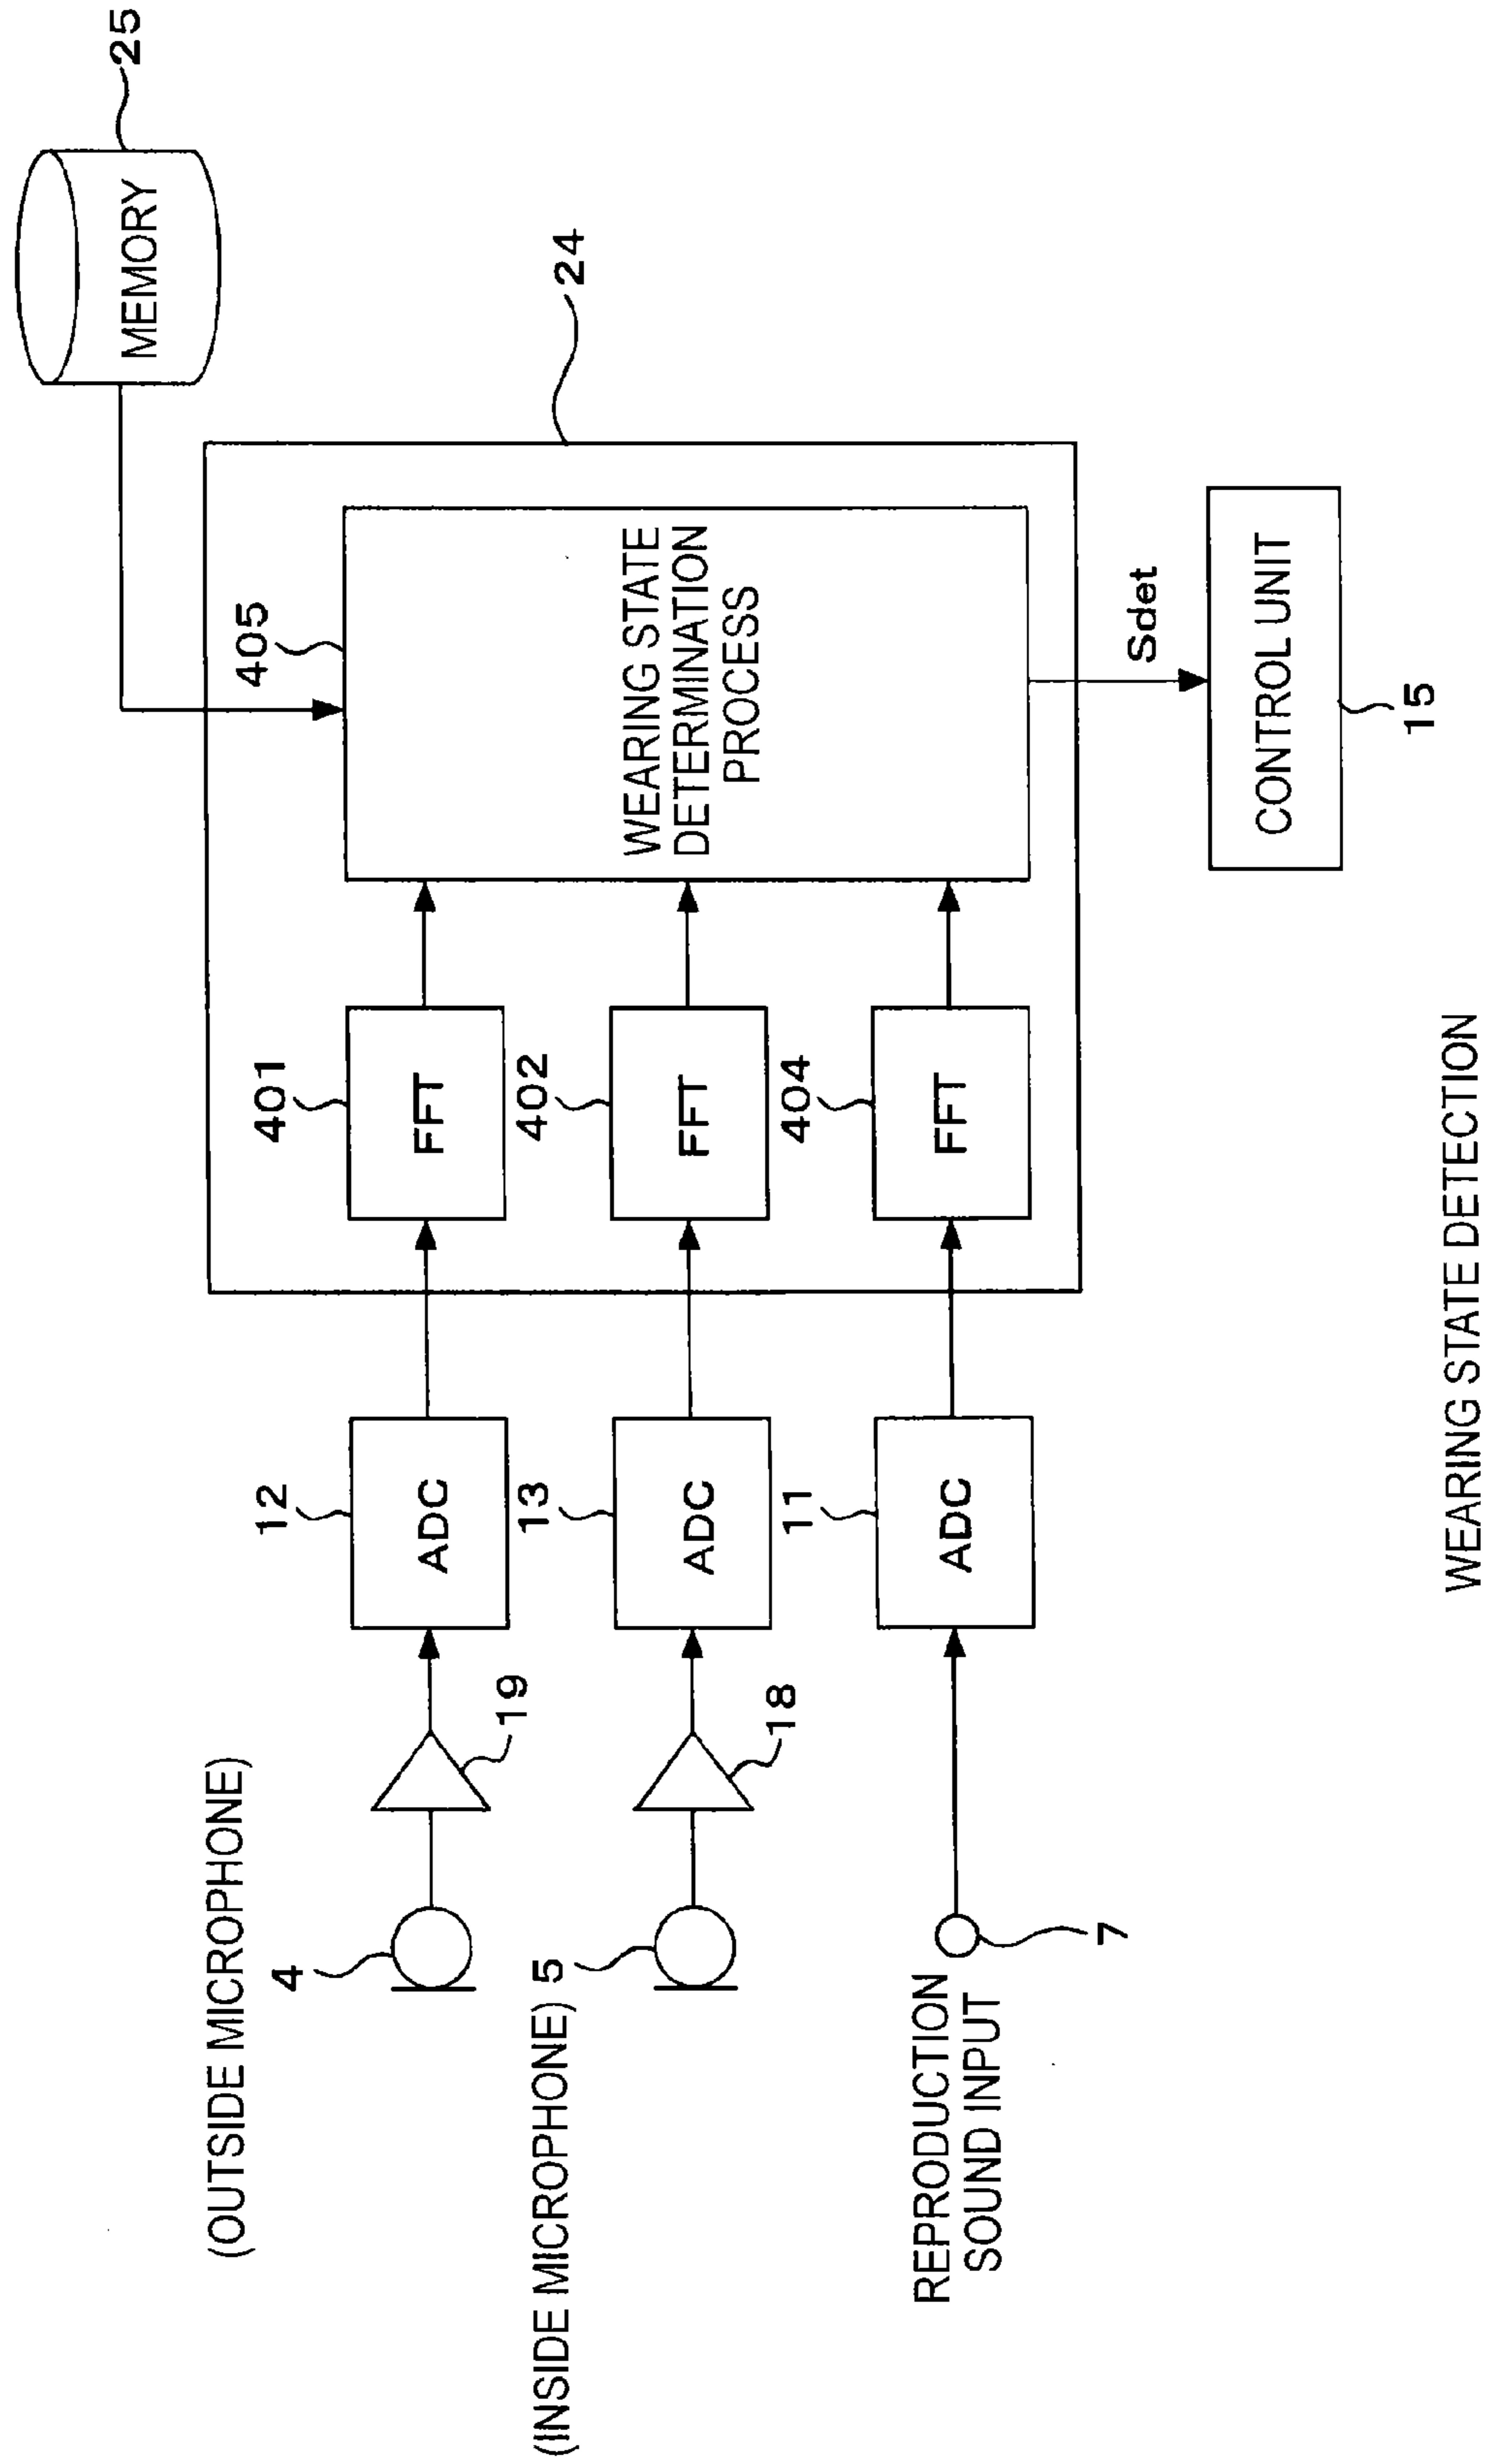 MEMORY
25
24
405
WEARING STATE
DETERMINATION
PROCESS
Sdet
CONTROL UNIT
15
401
FFT
402
FFT
404
FFT
12
ADC
13
ADC
11
ADC
(OUTSIDE MICROPHONE)
4
19
(INSIDE MICROPHONE)
5
18
REPRODUCTION
SOUND INPUT
7
WEARING STATE DETECTION